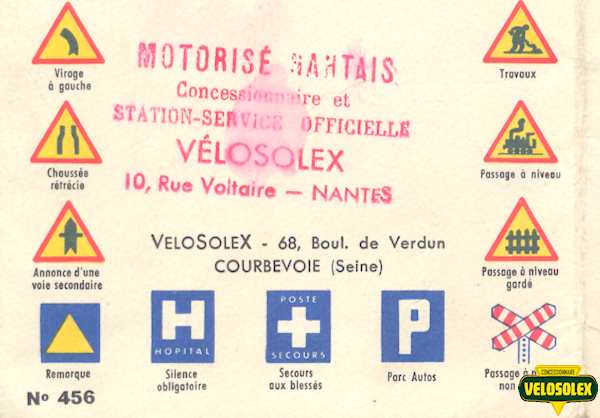 MOTORISÉ NANTAIS
Concessionnaire et
STATION-SERVICE OFFICIELLE
VÉLOSOLEX
10, Rue Voltaire — NANTES
VELOSOLEX - 68, Boul. de Verdun
COURBEVOIE (Seine)
Virage
à gauche
Chaussée
rétrécie
Annonce d'une
voie secondaire
Travaux
Passage à niveau
Passage à niveau
gardé
Remarque
H
HOPITAL
Silence
obligatoire
POSTE
SECOURS
Secours
aux blessés
P
Parc Autos
Passage à
non
No 456
CONCESSIONNAIRE
VELOSOLEX